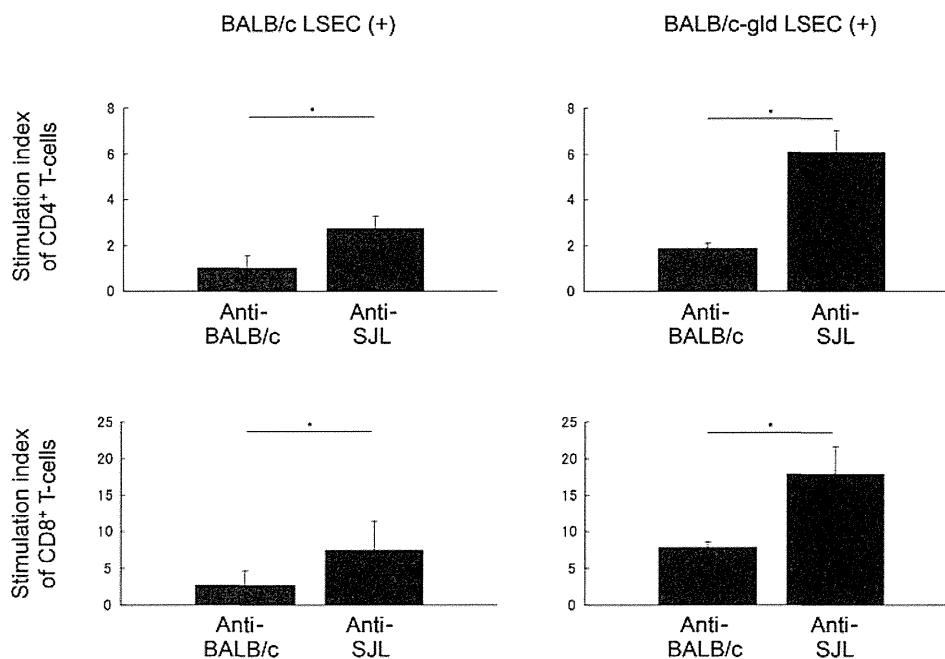 BALB/c LSEC (+)
BALB/c-gld LSEC (+)
Stimulation index
of CD4⁺ T-cells
8
6
4
2
0
*
Anti-
BALB/c
Anti-
SJL
8
6
4
2
0
*
Anti-
BALB/c
Anti-
SJL
Stimulation index
of CD8⁺ T-cells
25
20
15
10
5
0
*
Anti-
BALB/c
Anti-
SJL
25
20
15
10
5
0
*
Anti-
BALB/c
Anti-
SJL